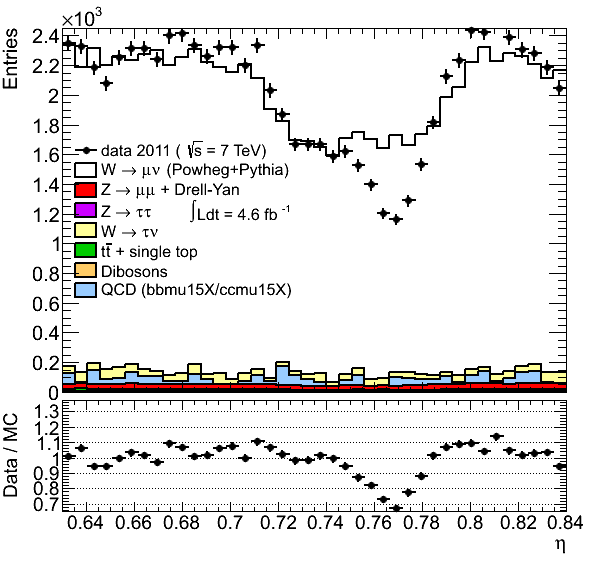 ×10³
Entries
2.4
2.2
2
1.8
1.6
1.4
1.2
1
0.8
0.6
0.4
0.2
0
data 2011 ( √s = 7 TeV)
W → μν (Powheg+Pythia)
Z → μμ + Drell-Yan
Z → ττ
∫Ldt = 4.6 fb ⁻¹
W → τν
tt̄ + single top
Dibosons
QCD (bbmu15X/ccmu15X)
Data / MC
1.3
1.2
1.1
1
0.9
0.8
0.7
0.64 0.66 0.68 0.7 0.72 0.74 0.76 0.78 0.8 0.82 0.84
η